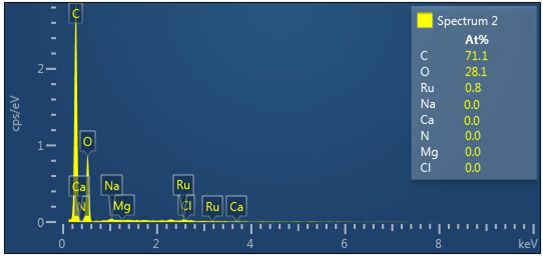 Spectrum 2
At%
C 71.1
O 28.1
Ru 0.8
Na 0.0
Ca 0.0
N 0.0
Mg 0.0
Cl 0.0
cps/eV
2
1
0
C
O
Ca
N
Na
Mg
Ru
Cl
Ru
Ca
0 2 4 6 8 keV